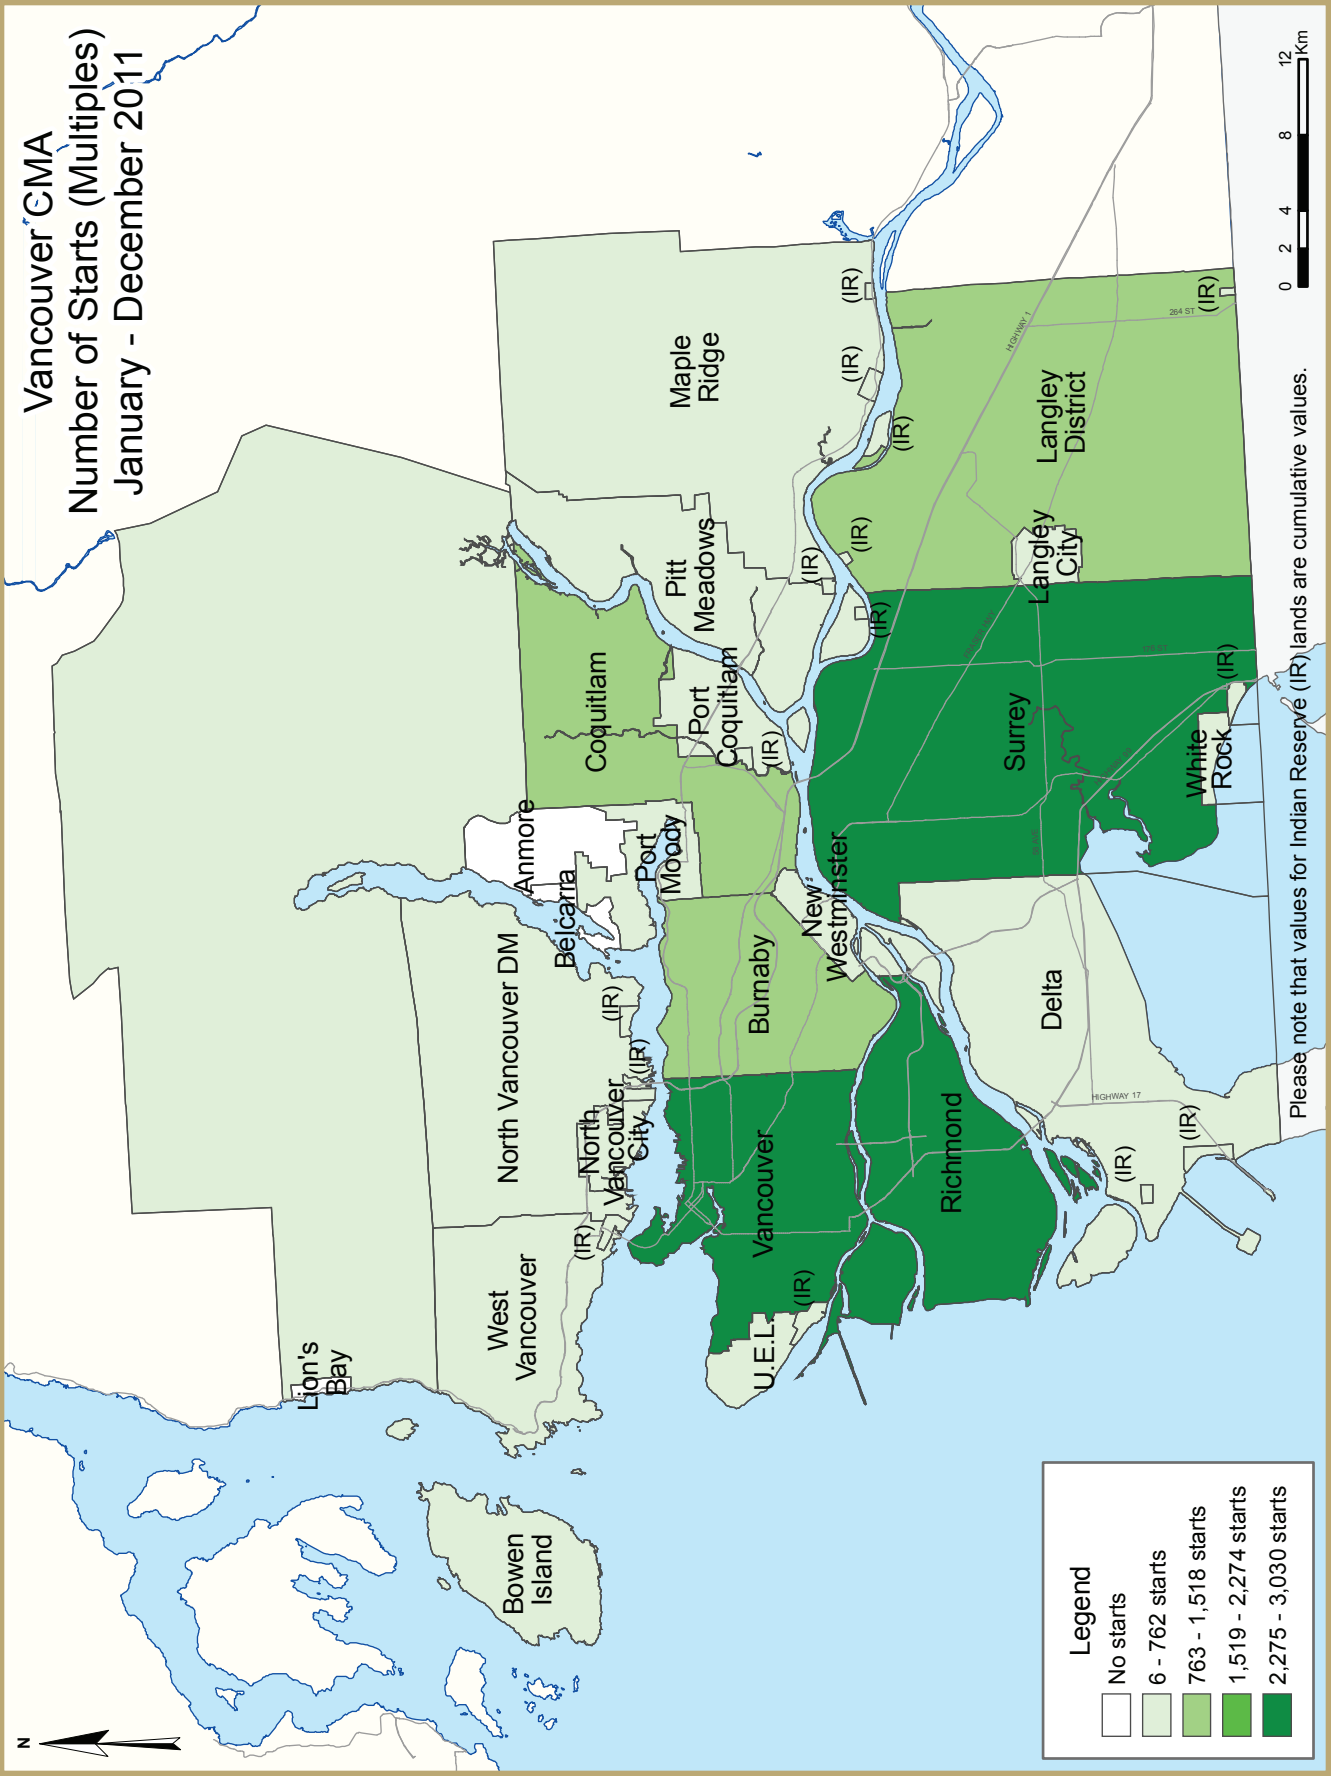 Vancouver CMA
Number of Starts (Multiples)
January - December 2011
N
Lion's
Bay
Bowen
Island
West
Vancouver
North Vancouver DM
North
Vancouver
City
(IR)
(IR)
(IR)
Belcarra
Anmore
Port
Moody
Coquitlam
Port
Coquitlam
(IR)
Pitt
Meadows
(IR)
Maple
Ridge
(IR)
(IR)
(IR)
(IR)
(IR)
U.E.L.
(IR)
Vancouver
Burnaby
New
Westminster
Richmond
Surrey
Langley
City
Langley
District
HIGHWAY 1
264 ST
(IR)
176 ST
White
Rock
(IR)
Delta
HIGHWAY 17
(IR)
(IR)
Legend
No starts
6 - 762 starts
763 - 1,518 starts
1,519 - 2,274 starts
2,275 - 3,030 starts
0 2 4 8 12
Km
Please note that values for Indian Reserve (IR) lands are cumulative values.